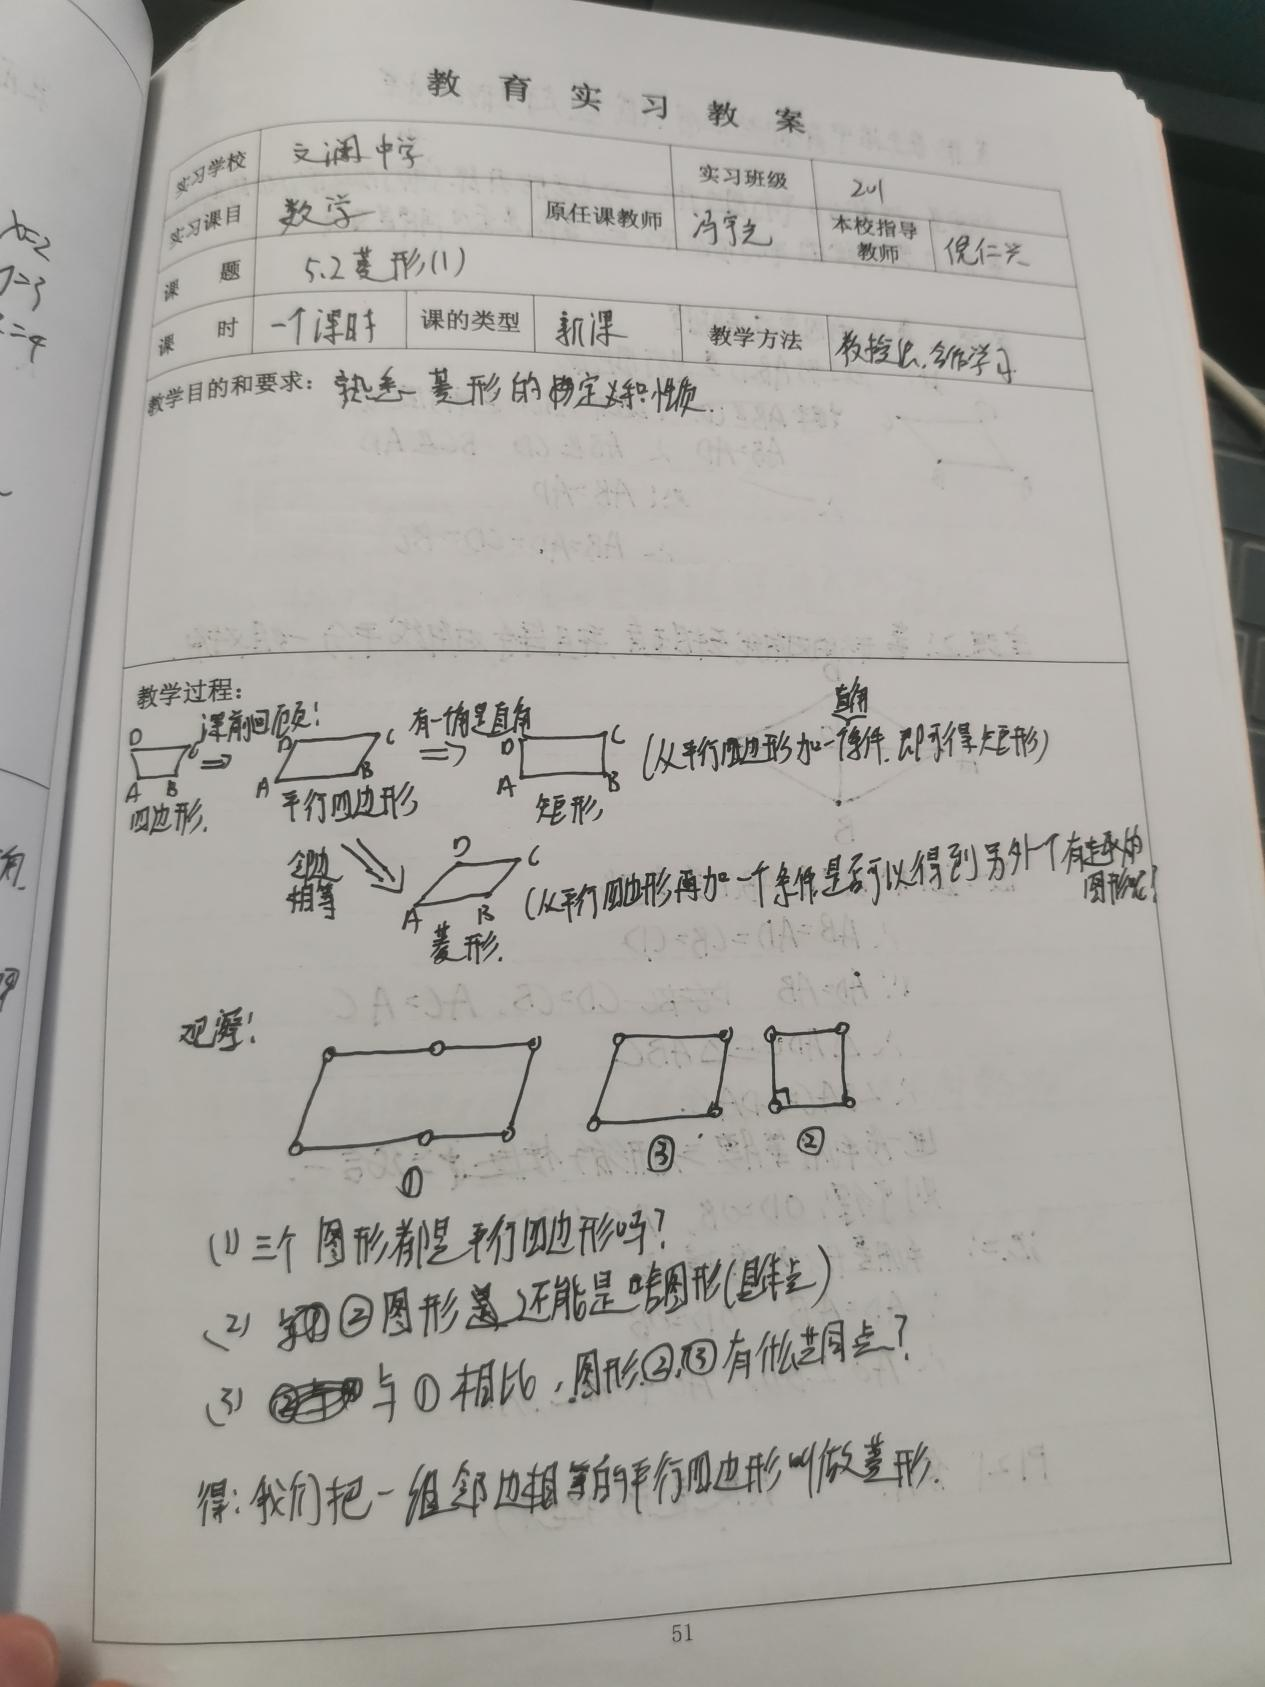 教育实习教案
实习学校 文澜中学 实习班级 201
实习课目 数学 原任课教师 冯宇 本校指导教师 倪仁兴
课题 5.2菱形(1)
课时 一个课时 课的类型 新课 教学方法 教授法、合作学习
教学目的和要求: 熟悉菱形的定义和性质.
教学过程:
课前回顾! 有一角是直角 直角
D C D C D C
A B A B A B
四边形. 平行四边形 矩形, (从平行四边形加一条件.即可得矩形)
邻边相等 D C
A B
菱形. (从平行四边形再加一个条件是否可以得到另外一个有趣的图形呢?
观察!
① ③ ②
(1) 三个图形都是平行四边形吗?
(2) ②图形还能是啥图形
(3) 与①相比,图形②,③有什么共同点?
得: 我们把一组邻边相等的平行四边形叫做菱形.
51
x=2
=3
=4